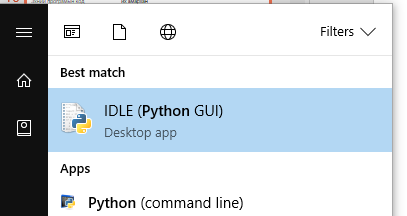 Filters
Best match
IDLE (Python GUI)
Desktop app
Apps
Python (command line)